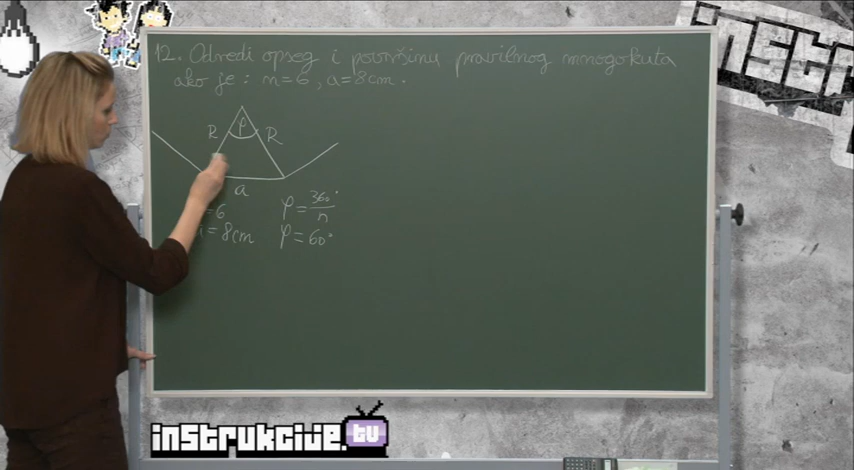 12. Odredi opseg i površinu pravilnog mnogokuta
ako je: n=6, a=8cm.
R φ R
a
=6
= 8cm
φ = 360°/n
φ = 60°
instrukcije.tv